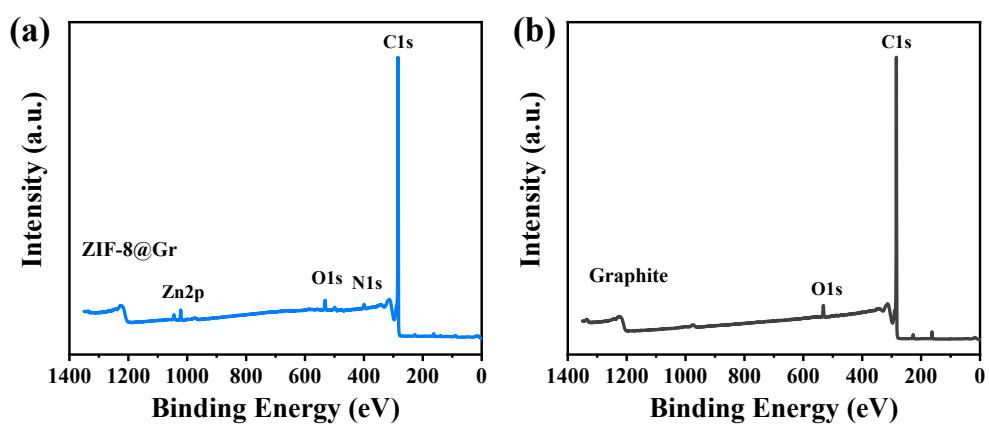 (a)
C1s
ZIF-8@Gr
Zn2p
O1s
N1s
Intensity (a.u.)
1400 1200 1000 800 600 400 200 0
Binding Energy (eV)
(b)
C1s
Graphite
O1s
Intensity (a.u.)
1400 1200 1000 800 600 400 200 0
Binding Energy (eV)